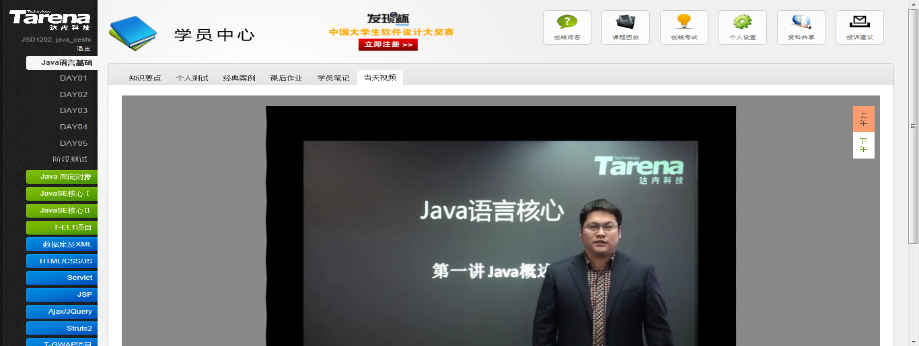 Technology
Tarena
达内科技
JSD1202, java_ceshi
退出
Java语言基础
DAY01
DAY02
DAY03
DAY04
DAY05
阶段测试
Java 面向对象
JavaSE核心 I
JavaSE核心II
T-ELT项目
数据库及XML
HTML/CSS/JS
Servlet
JSP
Ajax/JQuery
Struts2
T-GWAP项目
学员中心
发现杯
中国大学生软件设计大奖赛
立即注册 >>
在线问答
课程回放
在线考试
个人设置
资料共享
投诉建议
知识要点
个人测试
经典案例
课后作业
学员笔记
当天视频
上午
下午
Technology
Tarena
达内科技
Java语言核心
第一讲 Java概述